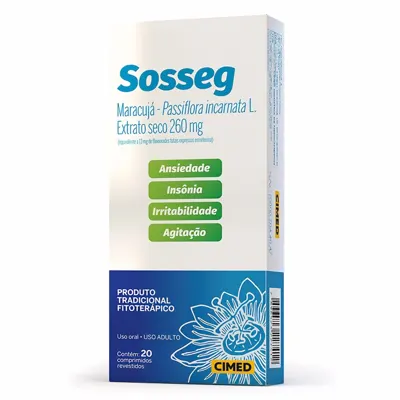 Sosseg
Maracujá - Passiflora incarnata L.
Extrato seco 260 mg
Ansiedade
Insônia
Irritabilidade
Agitação
PRODUTO
TRADICIONAL
FITOTERÁPICO
Uso oral • USO ADULTO
Contém: 20
comprimidos
revestidos
CIMED
CIMED